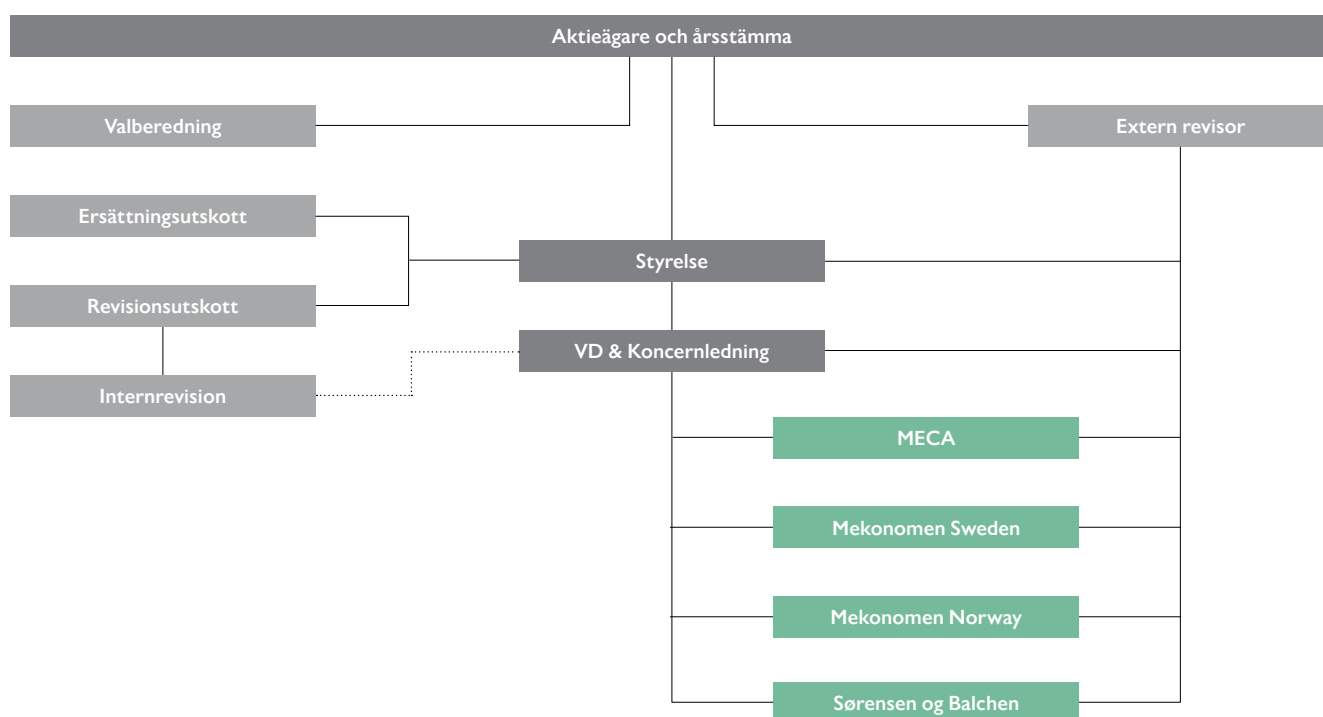 Aktieägare och årsstämma
Valberedning
Extern revisor
Ersättningsutskott
Styrelse
Revisionsutskott
VD & Koncernledning
Internrevision
MECA
Mekonomen Sweden
Mekonomen Norway
Sørensen og Balchen